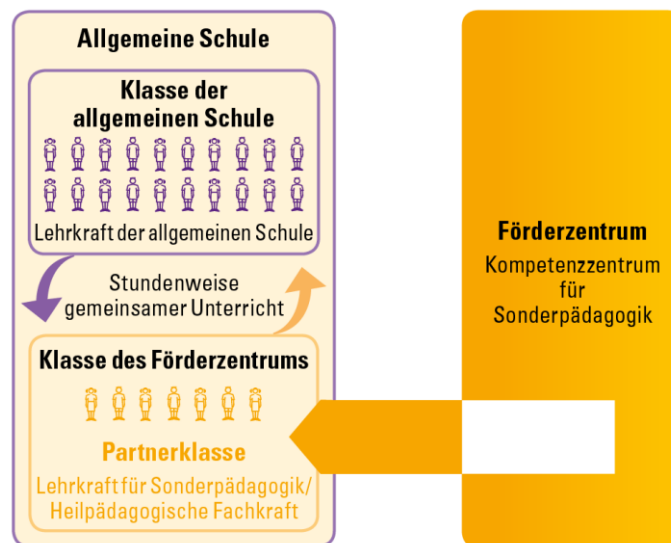 Allgemeine Schule
Klasse der
allgemeinen Schule
Lehrkraft der allgemeinen Schule
Stundenweise
gemeinsamer Unterricht
Klasse des Förderzentrums
Partnerklasse
Lehrkraft für Sonderpädagogik/
Heilpädagogische Fachkraft
Förderzentrum
Kompetenzzentrum
für
Sonderpädagogik